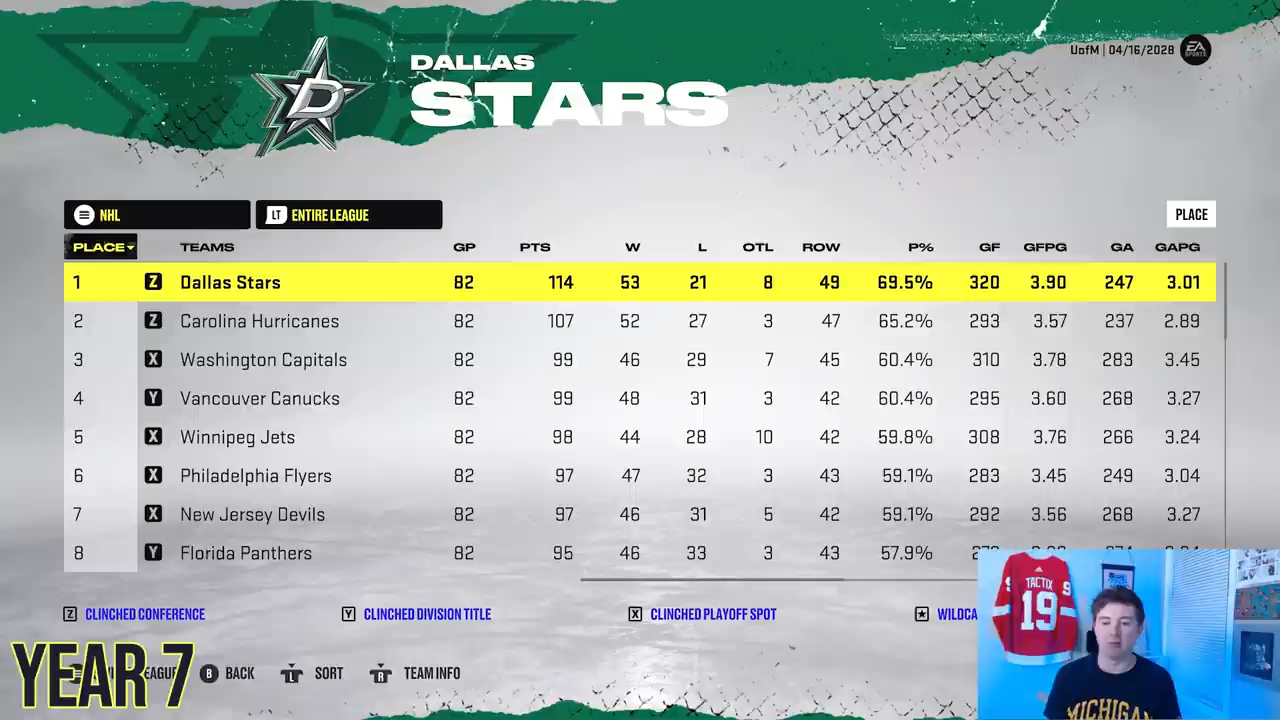 UofM | 04/16/2028
EA SPORTS
DALLAS
STARS
D
NHL
LT ENTIRE LEAGUE
PLACE
PLACE TEAMS GP PTS W L OTL ROW P% GF GFPG GA GAPG
1 Z Dallas Stars 82 114 53 21 8 49 69.5% 320 3.90 247 3.01
2 Z Carolina Hurricanes 82 107 52 27 3 47 65.2% 293 3.57 237 2.89
3 X Washington Capitals 82 99 46 29 7 45 60.4% 310 3.78 283 3.45
4 Y Vancouver Canucks 82 99 48 31 3 42 60.4% 295 3.60 268 3.27
5 X Winnipeg Jets 82 98 44 28 10 42 59.8% 308 3.76 266 3.24
6 X Philadelphia Flyers 82 97 47 32 3 43 59.1% 283 3.45 249 3.04
7 X New Jersey Devils 82 97 46 31 5 42 59.1% 292 3.56 268 3.27
8 Y Florida Panthers 82 95 46 33 3 43 57.9%
Z CLINCHED CONFERENCE Y CLINCHED DIVISION TITLE X CLINCHED PLAYOFF SPOT WILDCA
YEAR 7
B BACK L SORT R TEAM INFO
TACTIX
19
MICHIGAN